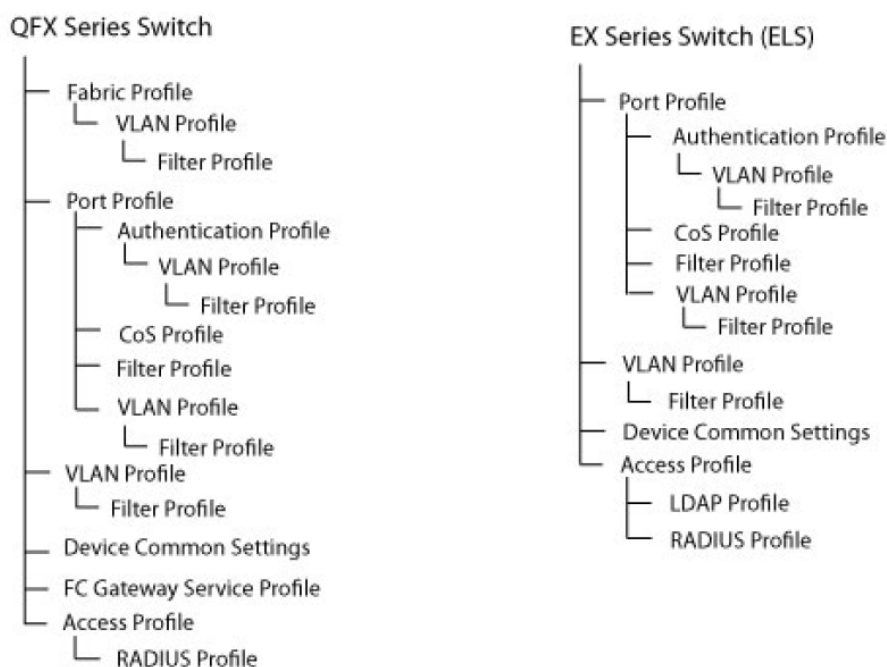 QFX Series Switch
Fabric Profile
VLAN Profile
Filter Profile
Port Profile
Authentication Profile
VLAN Profile
Filter Profile
CoS Profile
Filter Profile
VLAN Profile
Filter Profile
VLAN Profile
Filter Profile
Device Common Settings
FC Gateway Service Profile
Access Profile
RADIUS Profile
EX Series Switch (ELS)
Port Profile
Authentication Profile
VLAN Profile
Filter Profile
CoS Profile
Filter Profile
VLAN Profile
Filter Profile
VLAN Profile
Filter Profile
Device Common Settings
Access Profile
LDAP Profile
RADIUS Profile